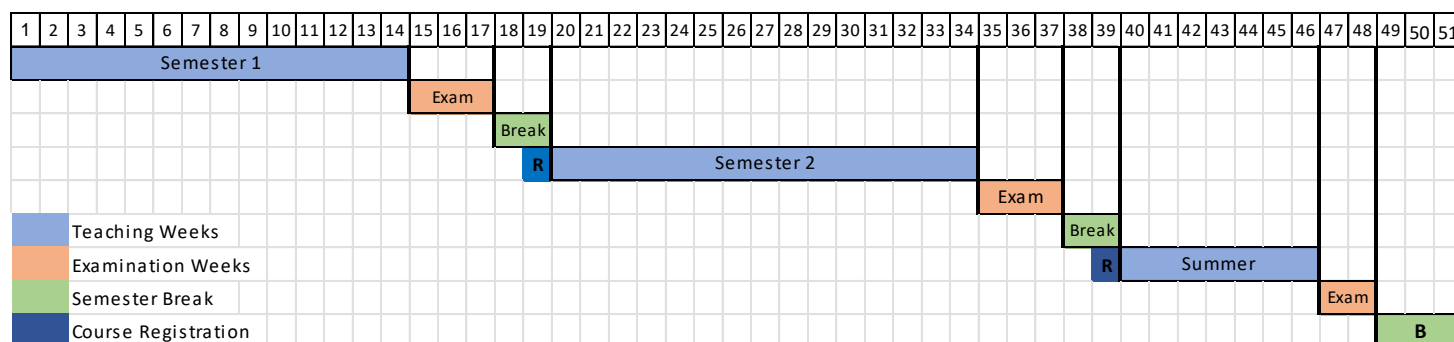 1 2 3 4 5 6 7 8 9 10 11 12 13 14 15 16 17 18 19 20 21 22 23 24 25 26 27 28 29 30 31 32 33 34 35 36 37 38 39 40 41 42 43 44 45 46 47 48 49 50 51
Semester 1
Exam
Break
R Semester 2
Exam
Teaching Weeks Break
Examination Weeks R Summer
Semester Break Exam
Course Registration B